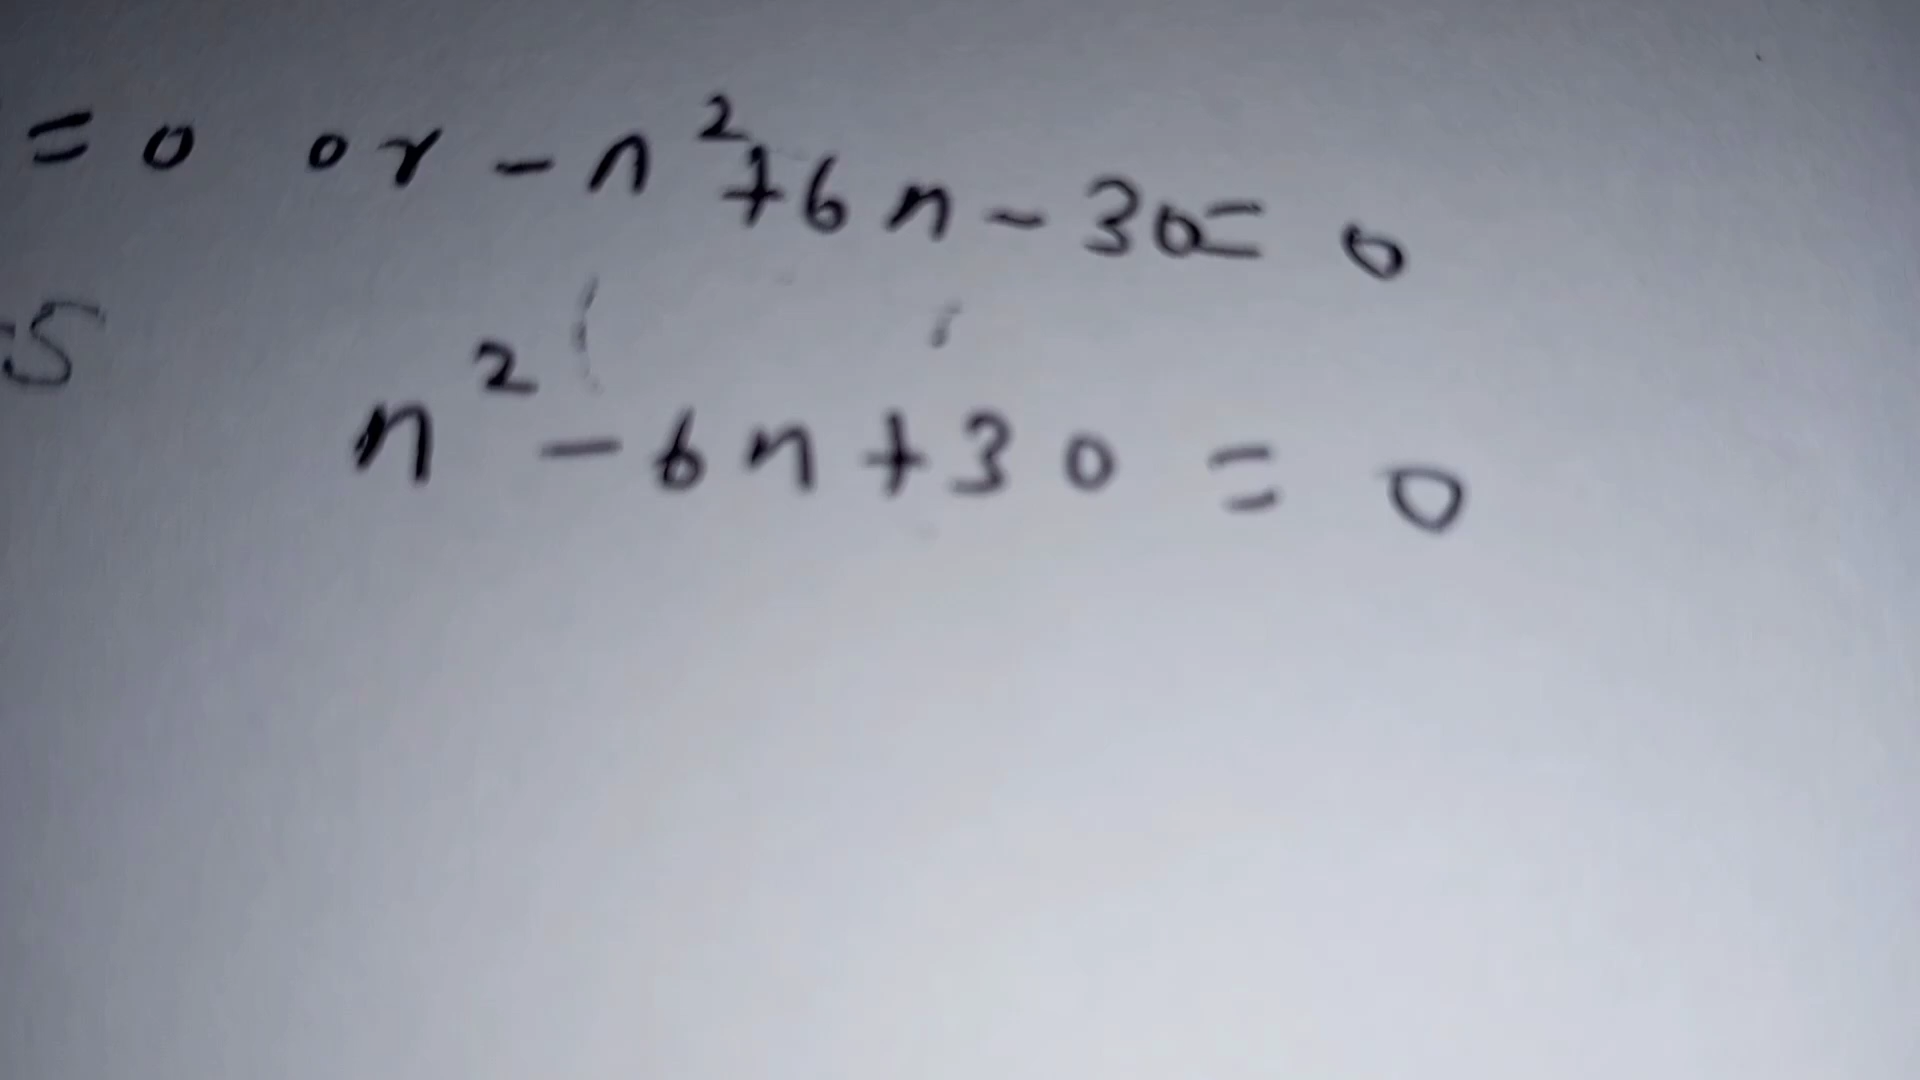 = 0 or - n² + 6n - 30 = 0
5
n² - 6n + 30 = 0